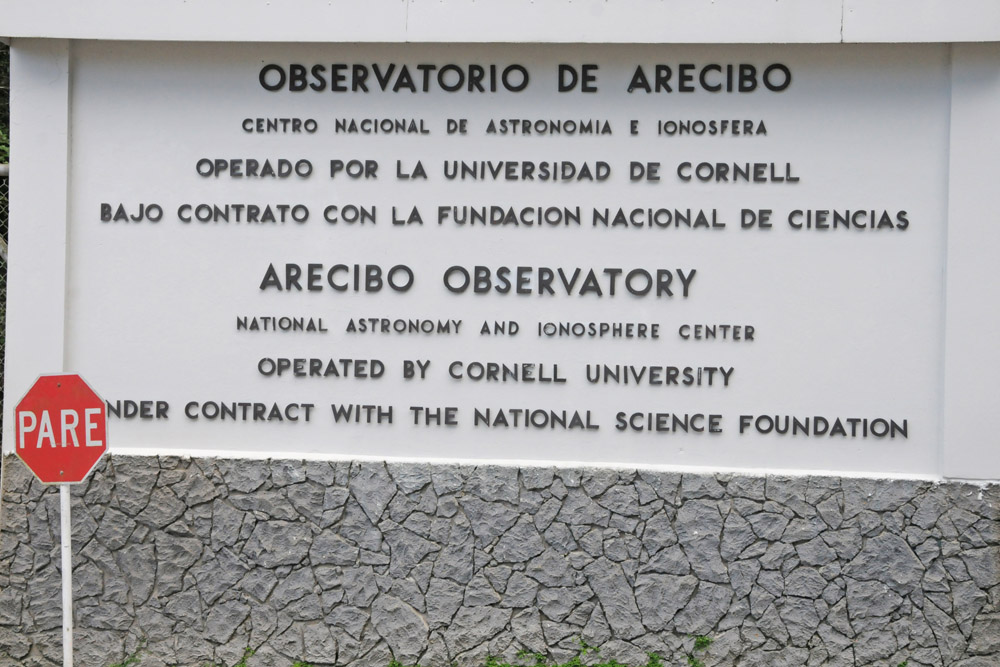 OBSERVATORIO DE ARECIBO
CENTRO NACIONAL DE ASTRONOMIA E IONOSFERA
OPERADO POR LA UNIVERSIDAD DE CORNELL
BAJO CONTRATO CON LA FUNDACION NACIONAL DE CIENCIAS
ARECIBO OBSERVATORY
NATIONAL ASTRONOMY AND IONOSPHERE CENTER
OPERATED BY CORNELL UNIVERSITY
NDER CONTRACT WITH THE NATIONAL SCIENCE FOUNDATION
PARE